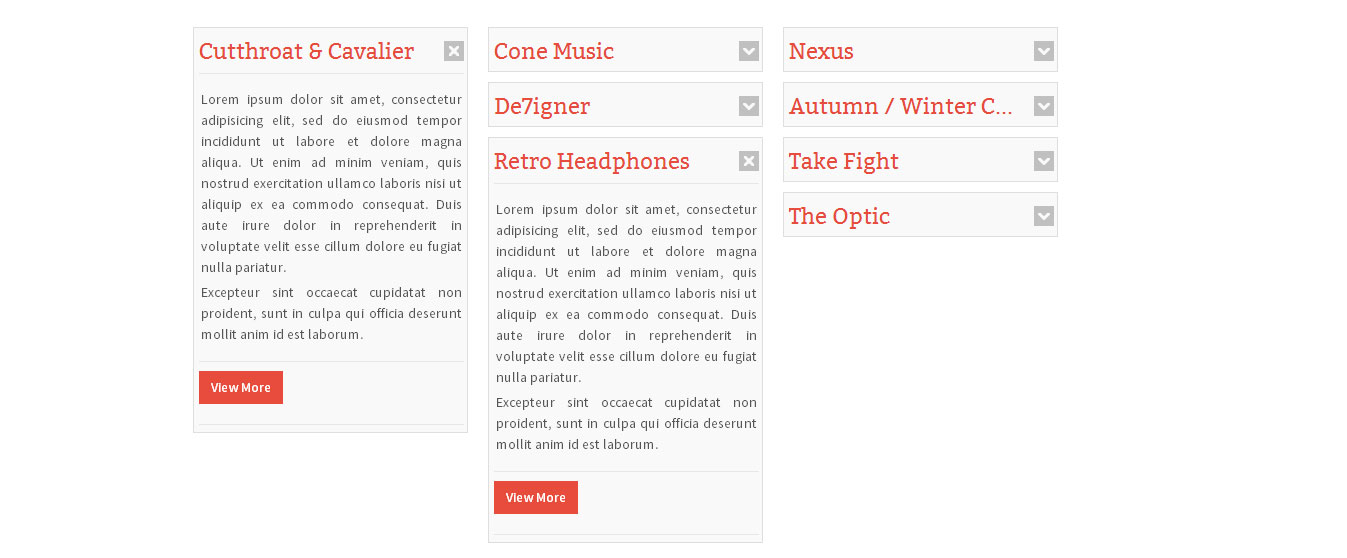 Cutthroat & Cavalier
Lorem ipsum dolor sit amet, consectetur
adipisicing elit, sed do eiusmod tempor
incididunt ut labore et dolore magna
aliqua. Ut enim ad minim veniam, quis
nostrud exercitation ullamco laboris nisi ut
aliquip ex ea commodo consequat. Duis
aute irure dolor in reprehenderit in
voluptate velit esse cillum dolore eu fugiat
nulla pariatur.
Excepteur sint occaecat cupidatat non
proident, sunt in culpa qui officia deserunt
mollit anim id est laborum.
View More
Cone Music
De7igner
Retro Headphones
Lorem ipsum dolor sit amet, consectetur
adipisicing elit, sed do eiusmod tempor
incididunt ut labore et dolore magna
aliqua. Ut enim ad minim veniam, quis
nostrud exercitation ullamco laboris nisi ut
aliquip ex ea commodo consequat. Duis
aute irure dolor in reprehenderit in
voluptate velit esse cillum dolore eu fugiat
nulla pariatur.
Excepteur sint occaecat cupidatat non
proident, sunt in culpa qui officia deserunt
mollit anim id est laborum.
View More
Nexus
Autumn / Winter C...
Take Fight
The Optic